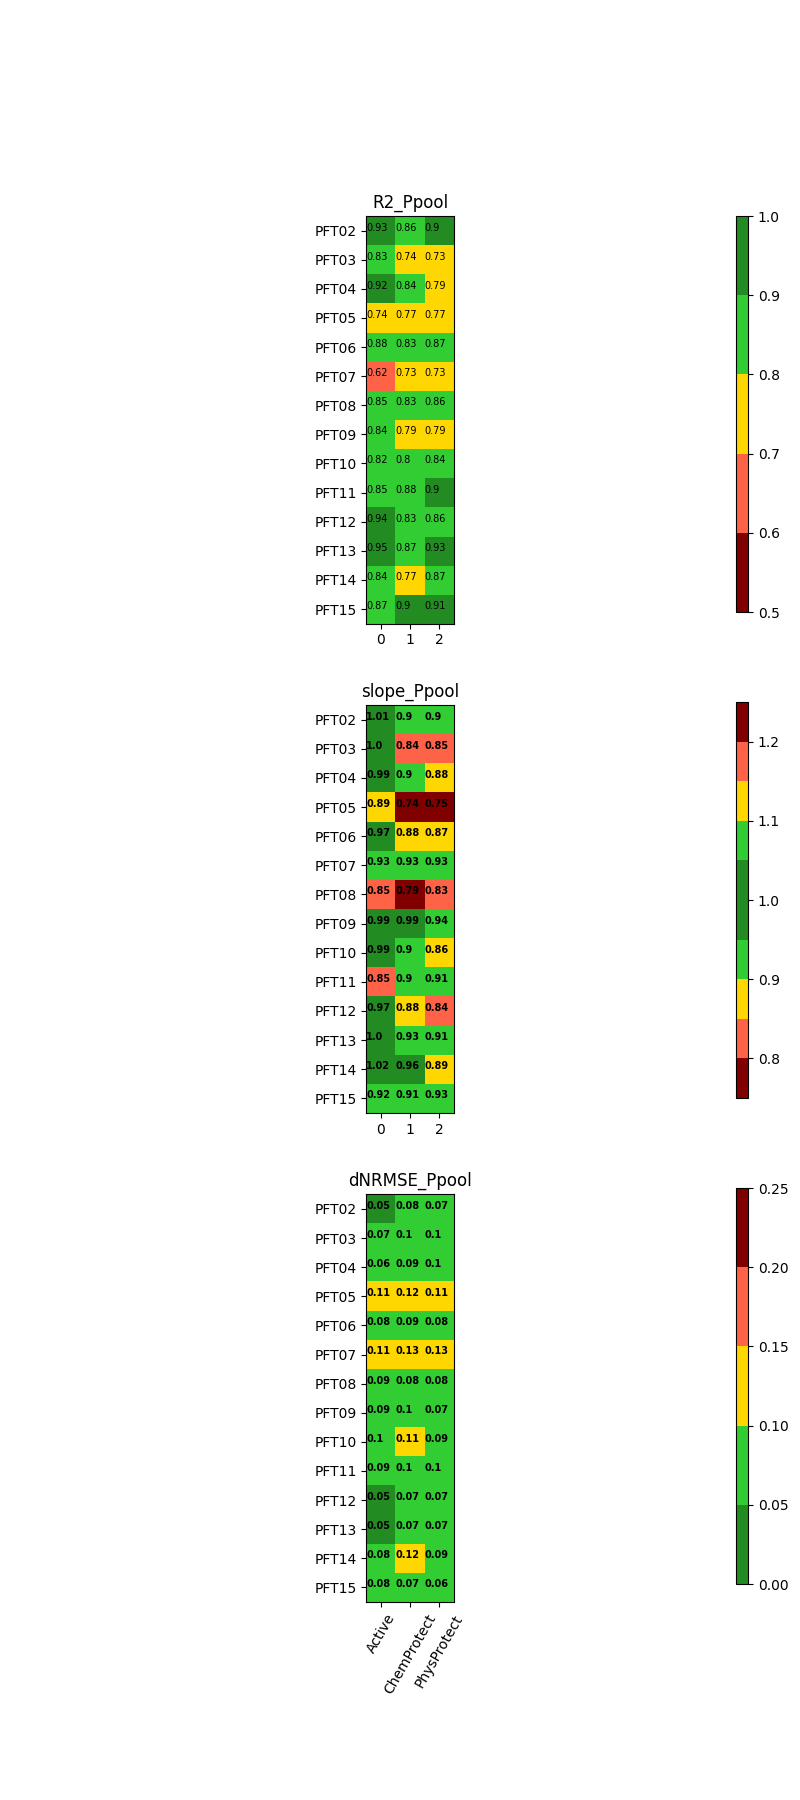 R2_Ppool
PFT02 0.93 0.86 0.9
PFT03 0.83 0.74 0.73
PFT04 0.92 0.84 0.79
PFT05 0.74 0.77 0.77
PFT06 0.88 0.83 0.87
PFT07 0.62 0.73 0.73
PFT08 0.85 0.83 0.86
PFT09 0.84 0.79 0.79
PFT10 0.82 0.8 0.84
PFT11 0.85 0.88 0.9
PFT12 0.94 0.83 0.86
PFT13 0.95 0.87 0.93
PFT14 0.84 0.77 0.87
PFT15 0.87 0.9 0.91
0 1 2
1.0
0.9
0.8
0.7
0.6
0.5
slope_Ppool
PFT02 1.01 0.9 0.9
PFT03 1.0 0.84 0.85
PFT04 0.99 0.9 0.88
PFT05 0.89 0.74 0.75
PFT06 0.97 0.88 0.87
PFT07 0.93 0.93 0.93
PFT08 0.85 0.79 0.83
PFT09 0.99 0.99 0.94
PFT10 0.99 0.9 0.86
PFT11 0.85 0.9 0.91
PFT12 0.97 0.88 0.84
PFT13 1.0 0.93 0.91
PFT14 1.02 0.96 0.89
PFT15 0.92 0.91 0.93
0 1 2
1.2
1.1
1.0
0.9
0.8
dNRMSE_Ppool
PFT02 0.05 0.08 0.07
PFT03 0.07 0.1 0.1
PFT04 0.06 0.09 0.1
PFT05 0.11 0.12 0.11
PFT06 0.08 0.09 0.08
PFT07 0.11 0.13 0.13
PFT08 0.09 0.08 0.08
PFT09 0.09 0.1 0.07
PFT10 0.1 0.11 0.09
PFT11 0.09 0.1 0.1
PFT12 0.05 0.07 0.07
PFT13 0.05 0.07 0.07
PFT14 0.08 0.12 0.09
PFT15 0.08 0.07 0.06
Active ChemProtect PhysProtect
0.25
0.20
0.15
0.10
0.05
0.00